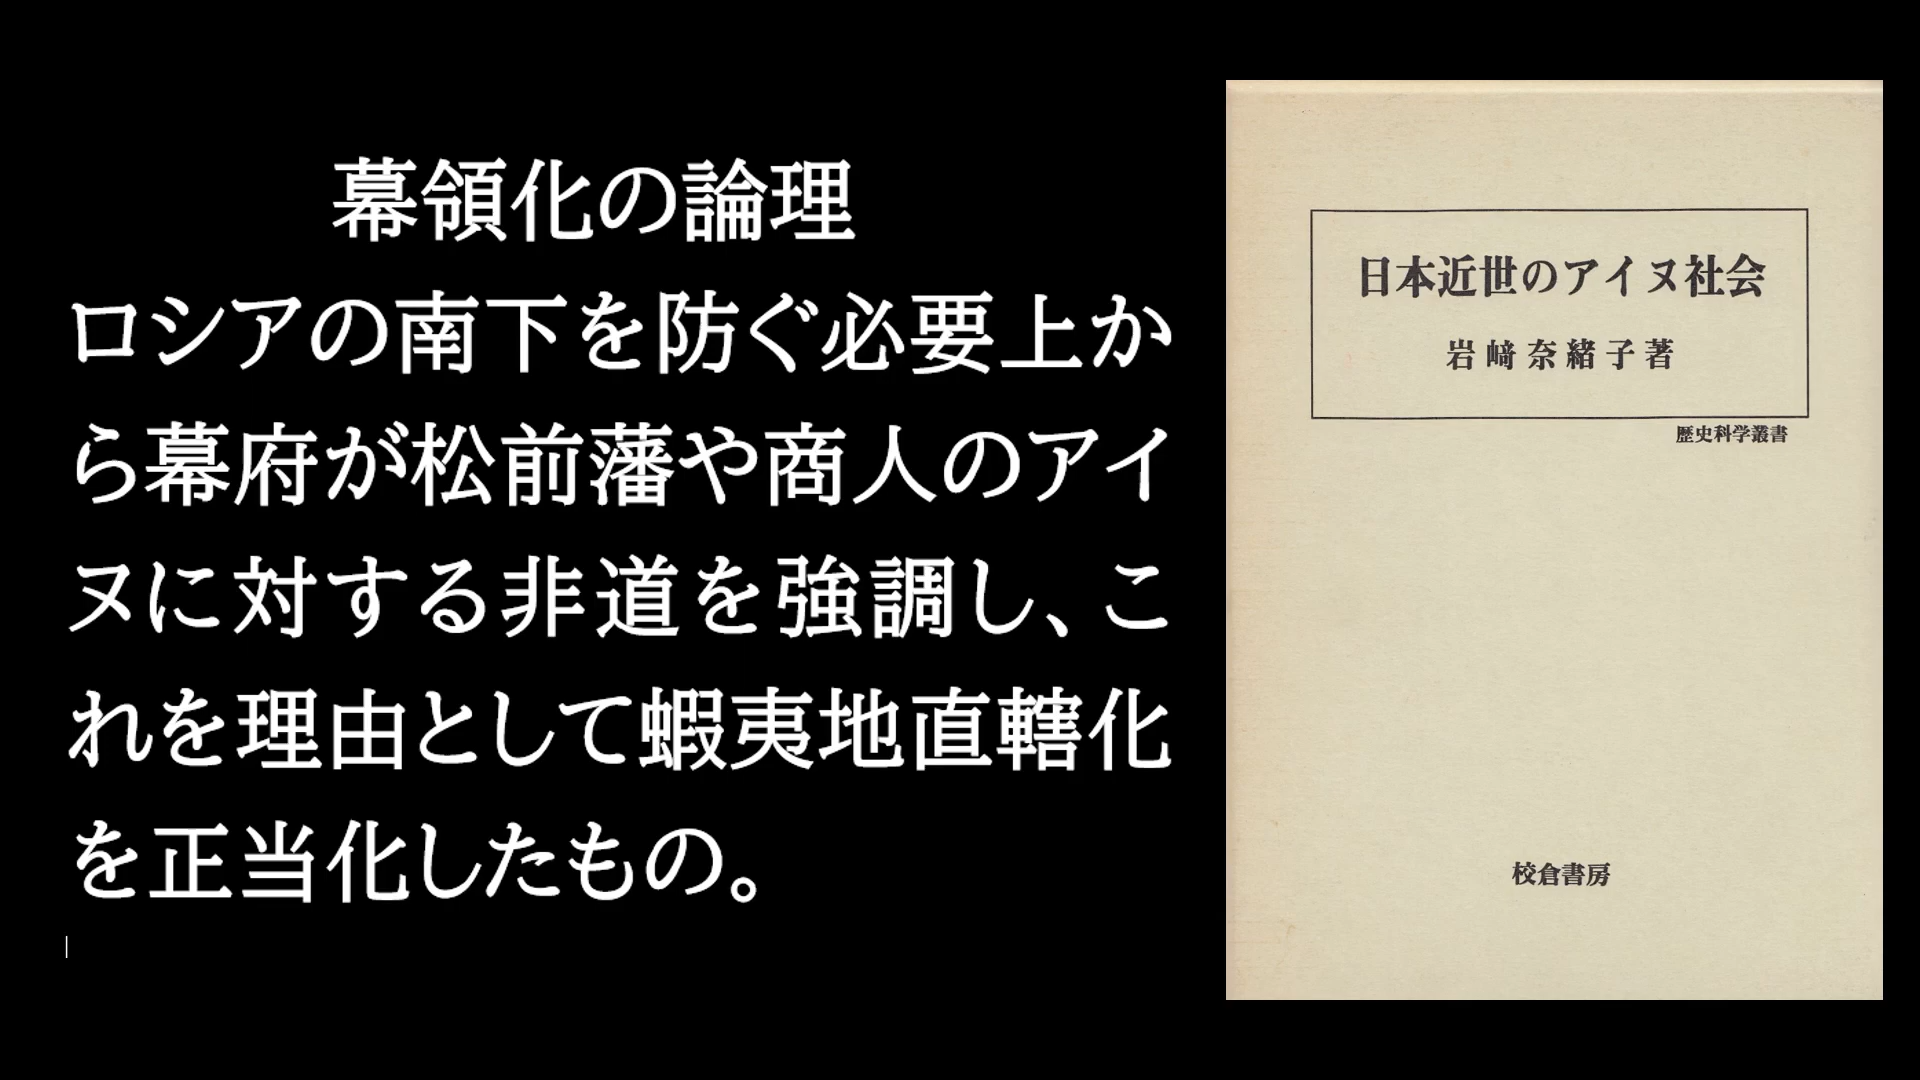 幕領化の論理
ロシアの南下を防ぐ必要上か
ら幕府が松前藩や商人のアイ
ヌに対する非道を強調し、こ
れを理由として蝦夷地直轄化
を正当化したもの。
日本近世のアイヌ社会
岩﨑奈緒子著
歴史科学叢書
校倉書房